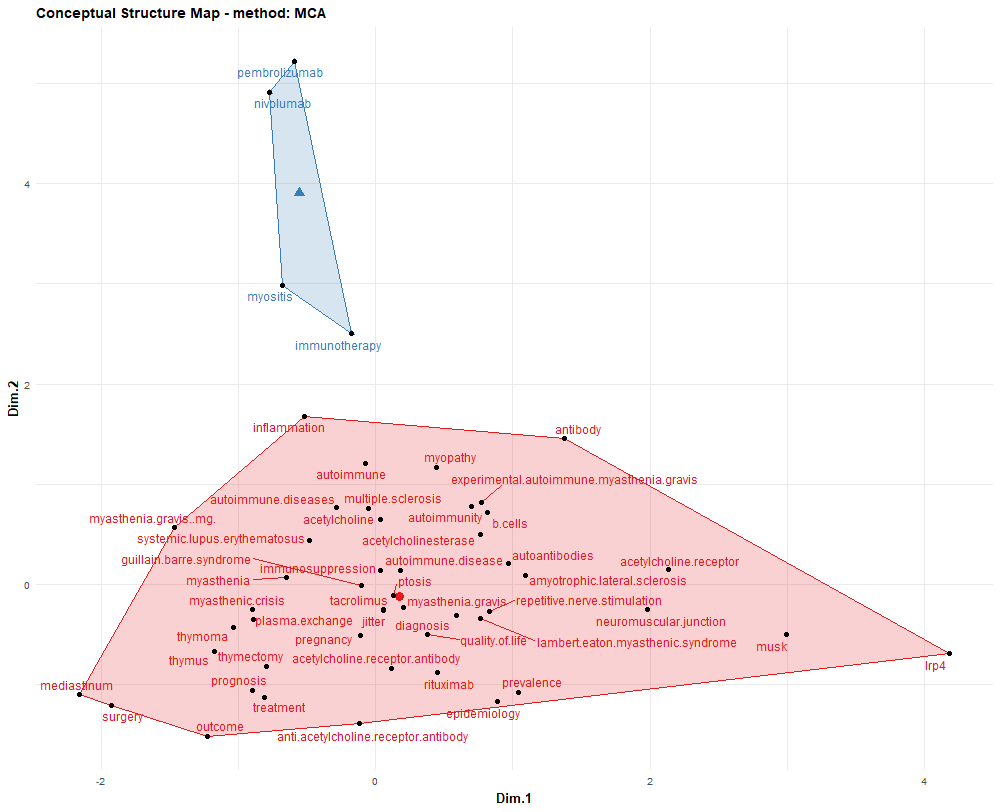 Conceptual Structure Map - method: MCA
pembrolizumab
nivolumab
4
myositis
immunotherapy
Dim.2
2
inflammation
antibody
myopathy
autoimmune
experimental.autoimmune.myasthenia.gravis
autoimmune.diseases
multiple.sclerosis
myasthenia.gravis..mg.
acetylcholine
autoimmunity
b.cells
systemic.lupus.erythematosus
acetylcholinesterase
autoantibodies
guillain.barre.syndrome
autoimmune.disease
acetylcholine.receptor
immunosuppression
myasthenia
ptosis
amyotrophic.lateral.sclerosis
0
myasthenic.crisis
tacrolimus
myasthenia.gravis
repetitive.nerve.stimulation
plasma.exchange
jitter
diagnosis
neuromuscular.junction
thymoma
pregnancy
quality.of.life
lambert.eaton.myasthenic.syndrome
musk
thymus
thymectomy
acetylcholine.receptor.antibody
lrp4
mediastinum
prognosis
rituximab
prevalence
surgery
treatment
epidemiology
outcome
anti.acetylcholine.receptor.antibody
-2
0
2
4
Dim.1